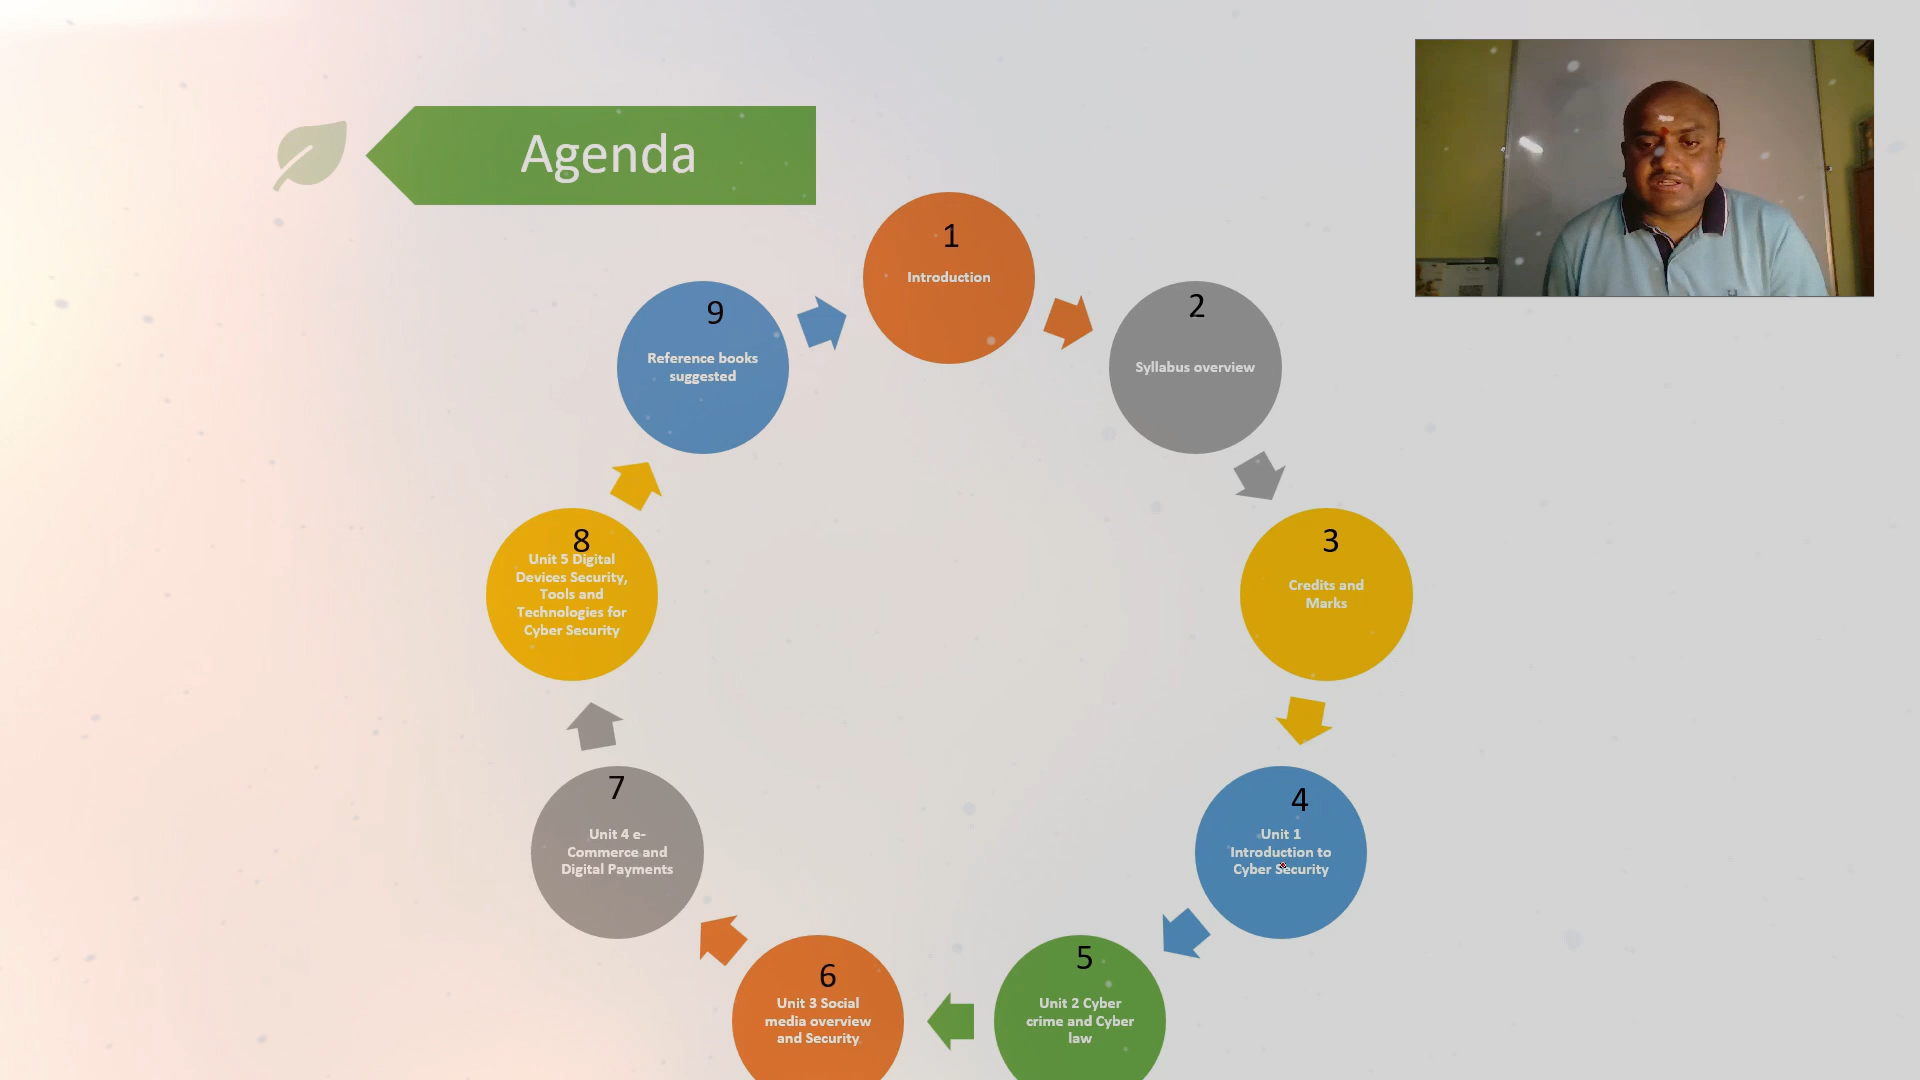 Agenda
1
Introduction
2
Syllabus overview
3
Credits and
Marks
4
Unit 1
Introduction to
Cyber Security
5
Unit 2 Cyber
crime and Cyber
law
6
Unit 3 Social
media overview
and Security
7
Unit 4 e-
Commerce and
Digital Payments
8
Unit 5 Digital
Devices Security,
Tools and
Technologies for
Cyber Security
9
Reference books
suggested